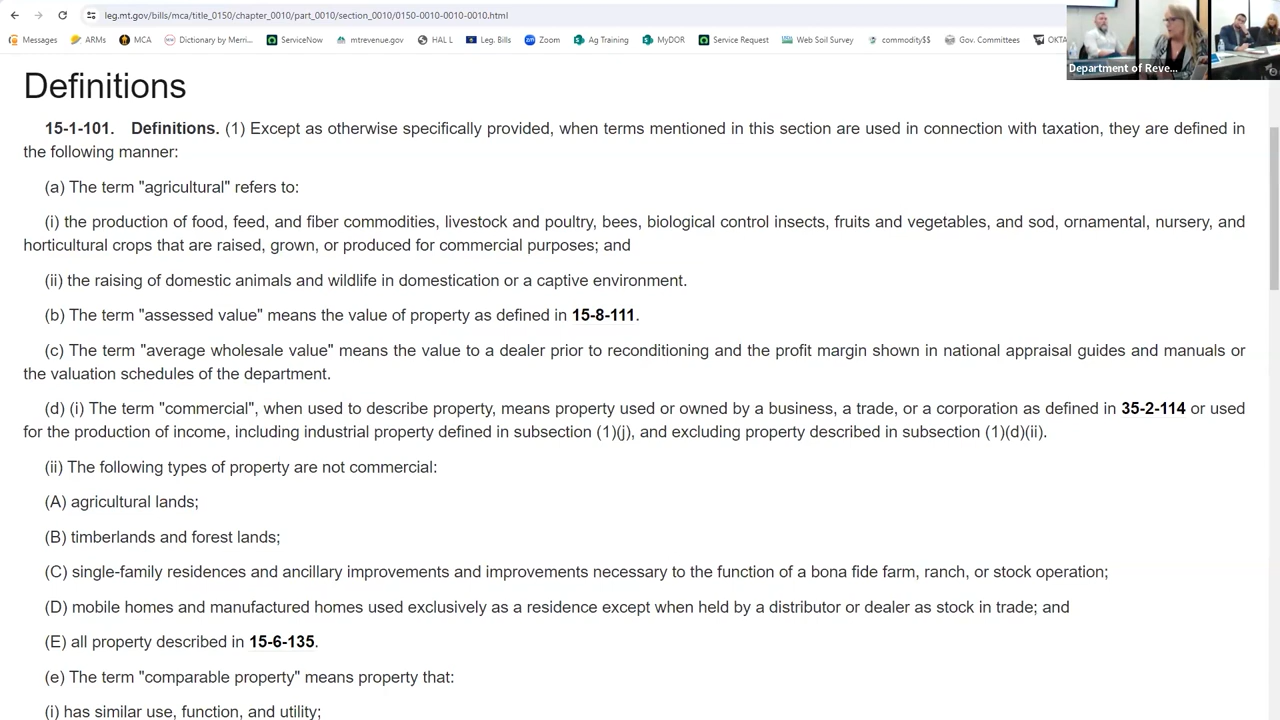 leg.mt.gov/bills/mca/title_0150/chapter_0010/part_0010/section_0010/0150-0010-0010-0010.html
Messages ARMs MCA Dictionary by Merri... ServiceNow mtrevenue.gov HAL L Leg. Bills Zoom Ag Training MyDOR Service Request Web Soil Survey commodity$$ Gov. Committees OKTA
Department of Reve...
Definitions
15-1-101. Definitions. (1) Except as otherwise specifically provided, when terms mentioned in this section are used in connection with taxation, they are defined in
the following manner:
(a) The term "agricultural" refers to:
(i) the production of food, feed, and fiber commodities, livestock and poultry, bees, biological control insects, fruits and vegetables, and sod, ornamental, nursery, and
horticultural crops that are raised, grown, or produced for commercial purposes; and
(ii) the raising of domestic animals and wildlife in domestication or a captive environment.
(b) The term "assessed value" means the value of property as defined in 15-8-111.
(c) The term "average wholesale value" means the value to a dealer prior to reconditioning and the profit margin shown in national appraisal guides and manuals or
the valuation schedules of the department.
(d) (i) The term "commercial", when used to describe property, means property used or owned by a business, a trade, or a corporation as defined in 35-2-114 or used
for the production of income, including industrial property defined in subsection (1)(j), and excluding property described in subsection (1)(d)(ii).
(ii) The following types of property are not commercial:
(A) agricultural lands;
(B) timberlands and forest lands;
(C) single-family residences and ancillary improvements and improvements necessary to the function of a bona fide farm, ranch, or stock operation;
(D) mobile homes and manufactured homes used exclusively as a residence except when held by a distributor or dealer as stock in trade; and
(E) all property described in 15-6-135.
(e) The term "comparable property" means property that:
(i) has similar use, function, and utility;